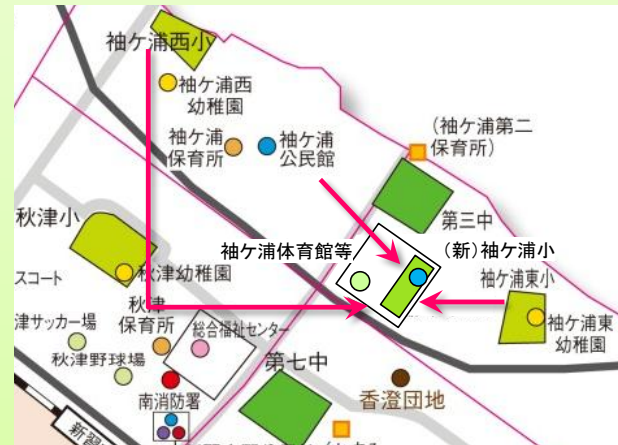 袖ケ浦西小
袖ケ浦西
幼稚園
袖ケ浦
保育所
袖ケ浦
公民館
(袖ケ浦第二
保育所)
第三中
秋津小
袖ケ浦体育館等
(新)袖ケ浦小
袖ケ浦東小
スコート
秋津幼稚園
秋津
保育所
津サッカー場
総合福祉センター
袖ケ浦東
幼稚園
秋津野球場
第七中
南消防署
香澄団地
新習